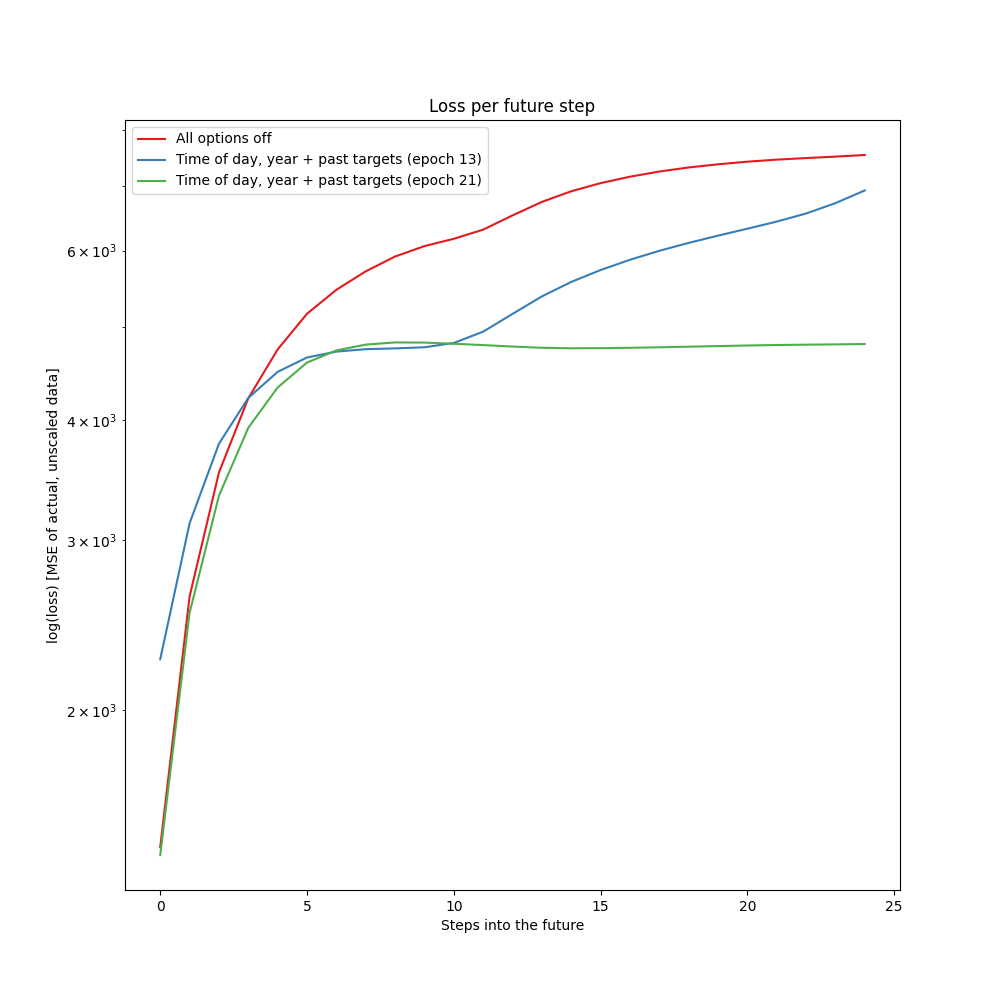 Loss per future step
All options off
Time of day, year + past targets (epoch 13)
Time of day, year + past targets (epoch 21)
6 × 10³
4 × 10³
3 × 10³
2 × 10³
log(loss) [MSE of actual, unscaled data]
0 5 10 15 20 25
Steps into the future